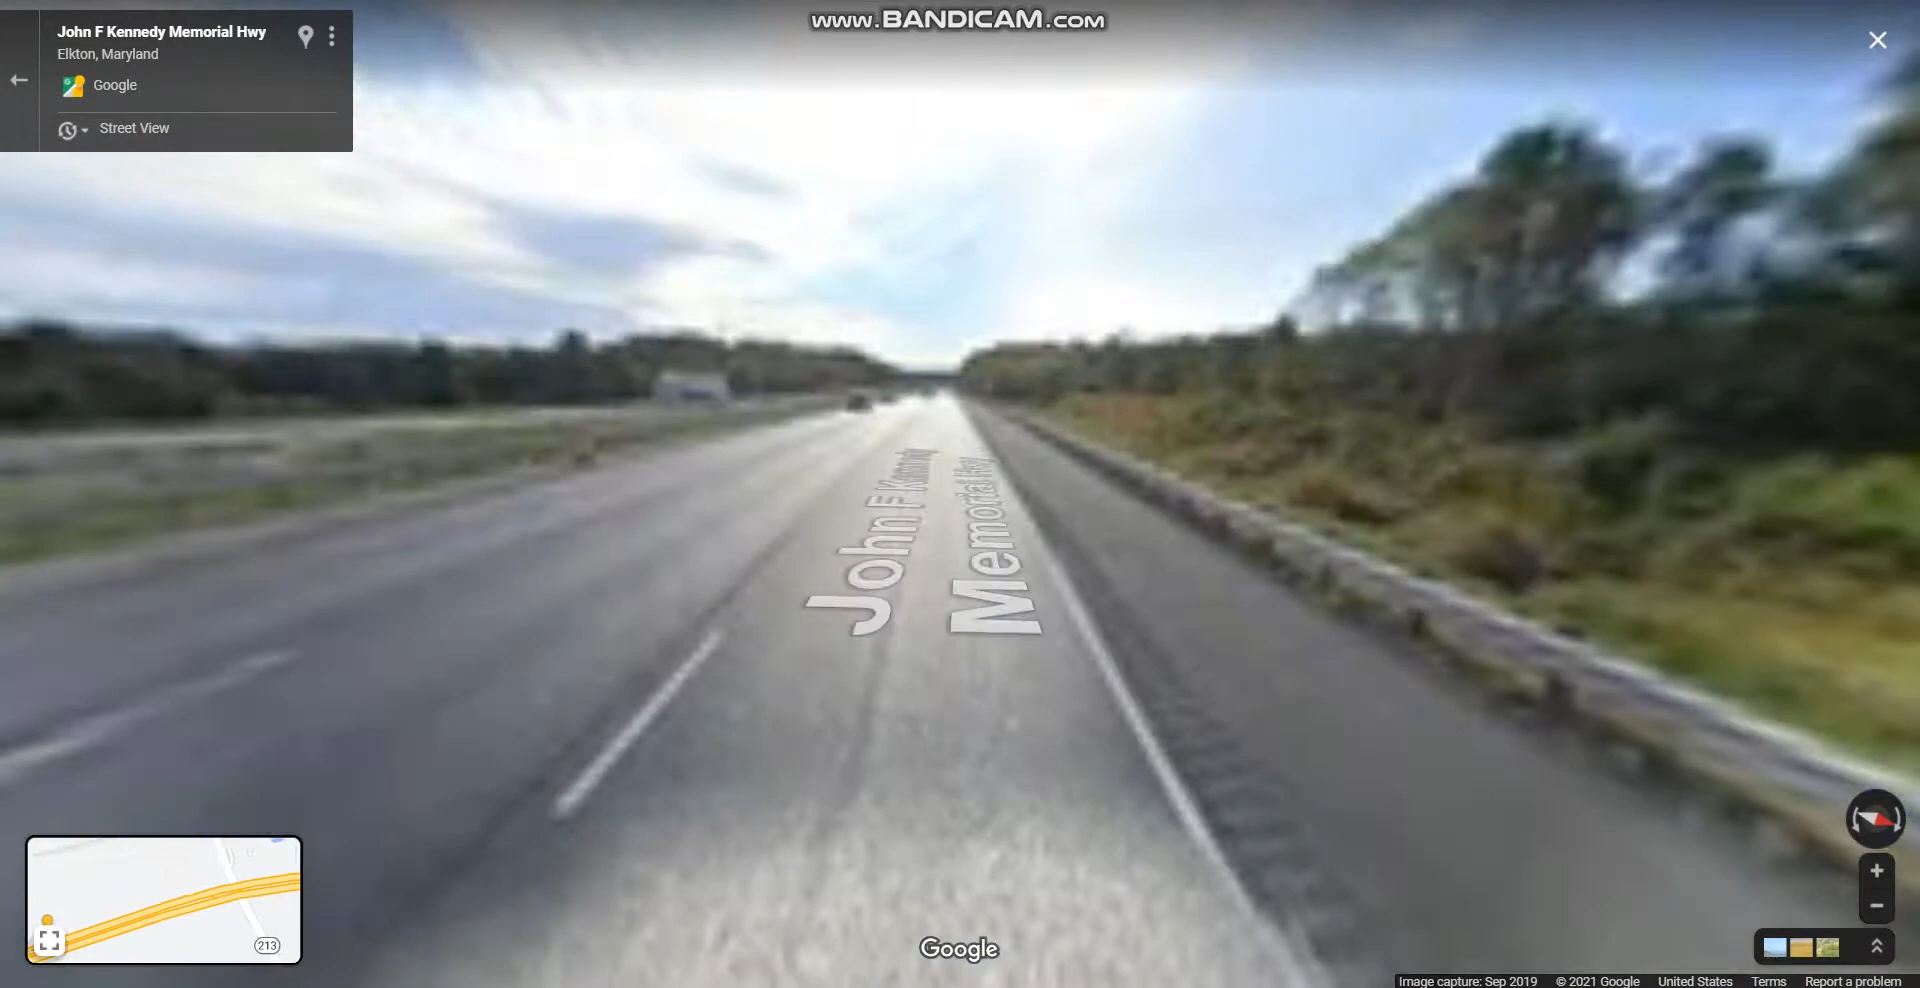 www.BANDICAM.com
John F Kennedy Memorial Hwy
Elkton, Maryland
Google
Street View
John F Kennedy
Memorial Hwy
213
Google
Image capture: Sep 2019 © 2021 Google United States Terms Report a problem